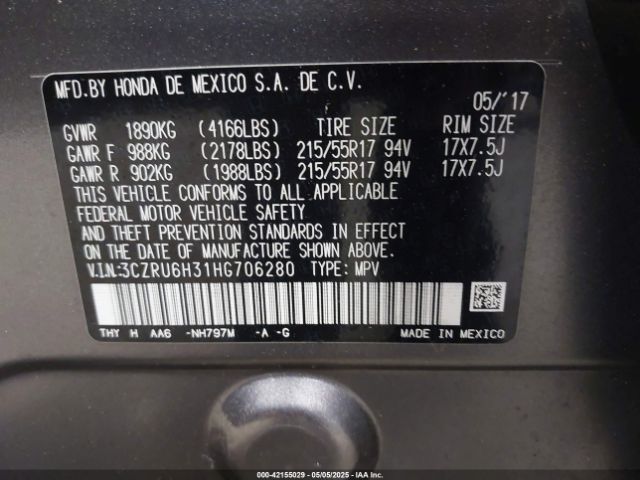 MFD.BY HONDA DE MEXICO S.A. DE C.V.
05/'17
GVWR 1890KG (4166LBS) TIRE SIZE RIM SIZE
GAWR F 988KG (2178LBS) 215/55R17 94V 17X7.5J
GAWR R 902KG (1988LBS) 215/55R17 94V 17X7.5J
THIS VEHICLE CONFORMS TO ALL APPLICABLE
FEDERAL MOTOR VEHICLE SAFETY
AND THEFT PREVENTION STANDARDS IN EFFECT
ON THE DATE OF MANUFACTURE SHOWN ABOVE.
V.I.N:3CZRU6H31HG706280 TYPE: MPV
THY H AA6 -NH797M -A -G
MADE IN MEXICO
000-42155029 - 05/05/2025 - IAAI.com